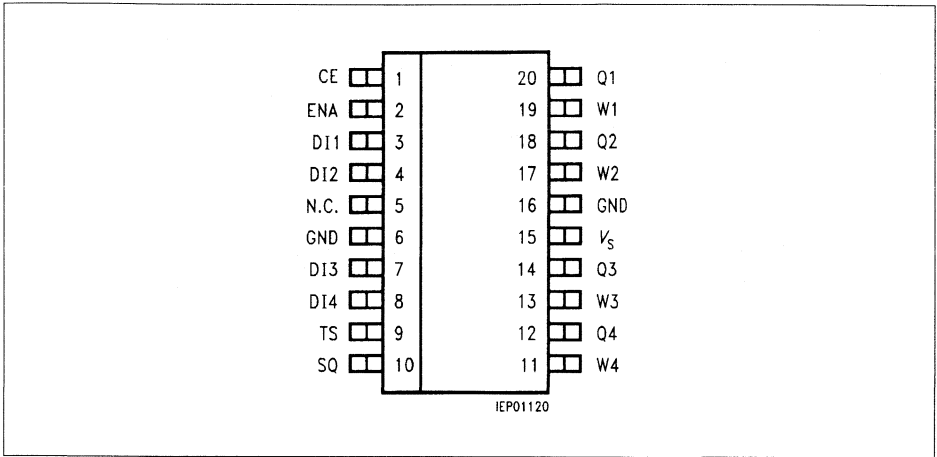 CE 1 20 Q1
ENA 2 19 W1
DI1 3 18 Q2
DI2 4 17 W2
N.C. 5 16 GND
GND 6 15 VS
DI3 7 14 Q3
DI4 8 13 W3
TS 9 12 Q4
SQ 10 11 W4
IEP01120